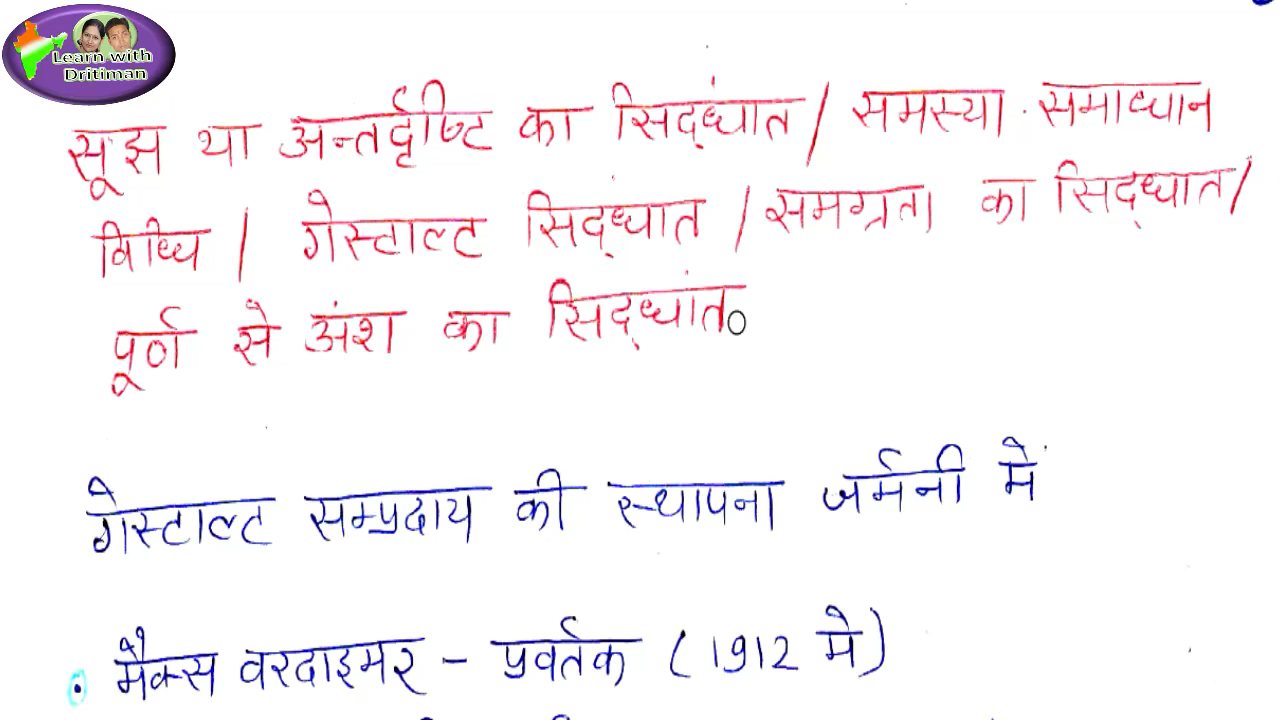 Learn with
Dritiman
सूझ या अन्तर्दृष्टि का सिद्धांत / समस्या समाधान
विधि / गेस्टाल्ट सिद्धांत / समग्रता का सिद्धात /
पूर्ण से अंश का सिद्धांत
गेस्टाल्ट सम्प्रदाय की स्थापना जर्मनी में
मैक्स वरदाइमर - प्रवर्तक (1912 मे)